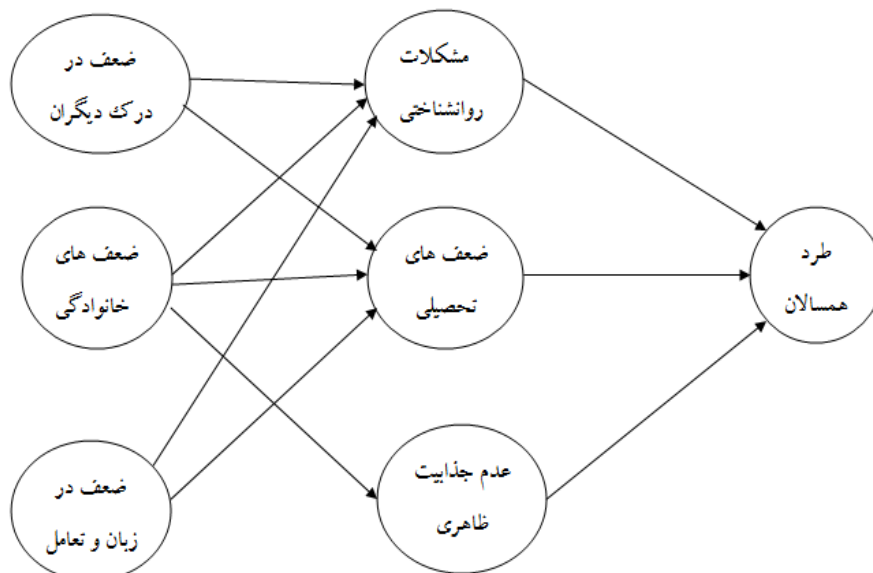 ضعف در
درک دیگران
مشکلات
روانشناختی
ضعف های
خانوادگی
ضعف های
تحصیلی
طرد
همسالان
ضعف در
زبان و تعامل
عدم جذابیت
ظاهری